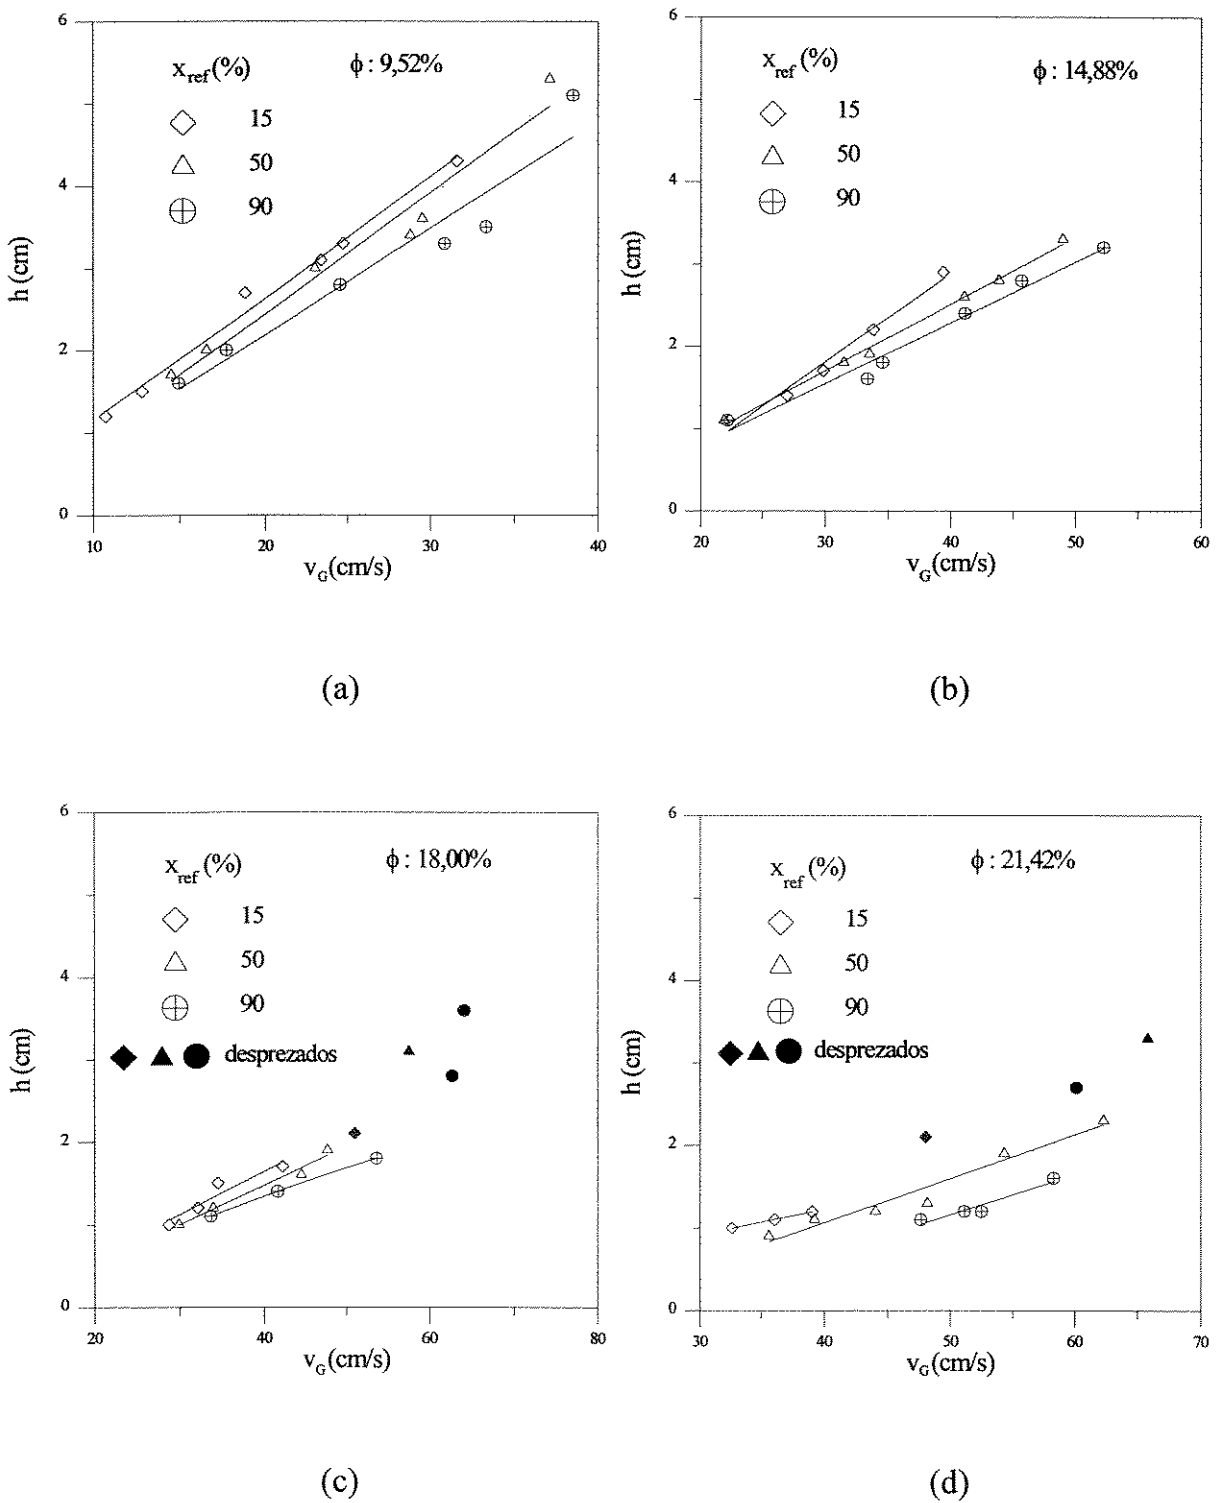 6
x_ref (%)
ϕ : 9,52%
15
50
90
4
h (cm)
2
0
10
20
30
40
v_G (cm/s)
(a)
6
x_ref (%)
ϕ : 14,88%
15
50
90
4
h (cm)
2
0
20
30
40
50
60
v_G (cm/s)
(b)
6
x_ref (%)
ϕ : 18,00%
15
50
90
desprezados
4
h (cm)
2
0
20
40
60
80
v_G (cm/s)
(c)
6
x_ref (%)
ϕ : 21,42%
15
50
90
desprezados
4
h (cm)
2
0
30
40
50
60
70
v_G (cm/s)
(d)